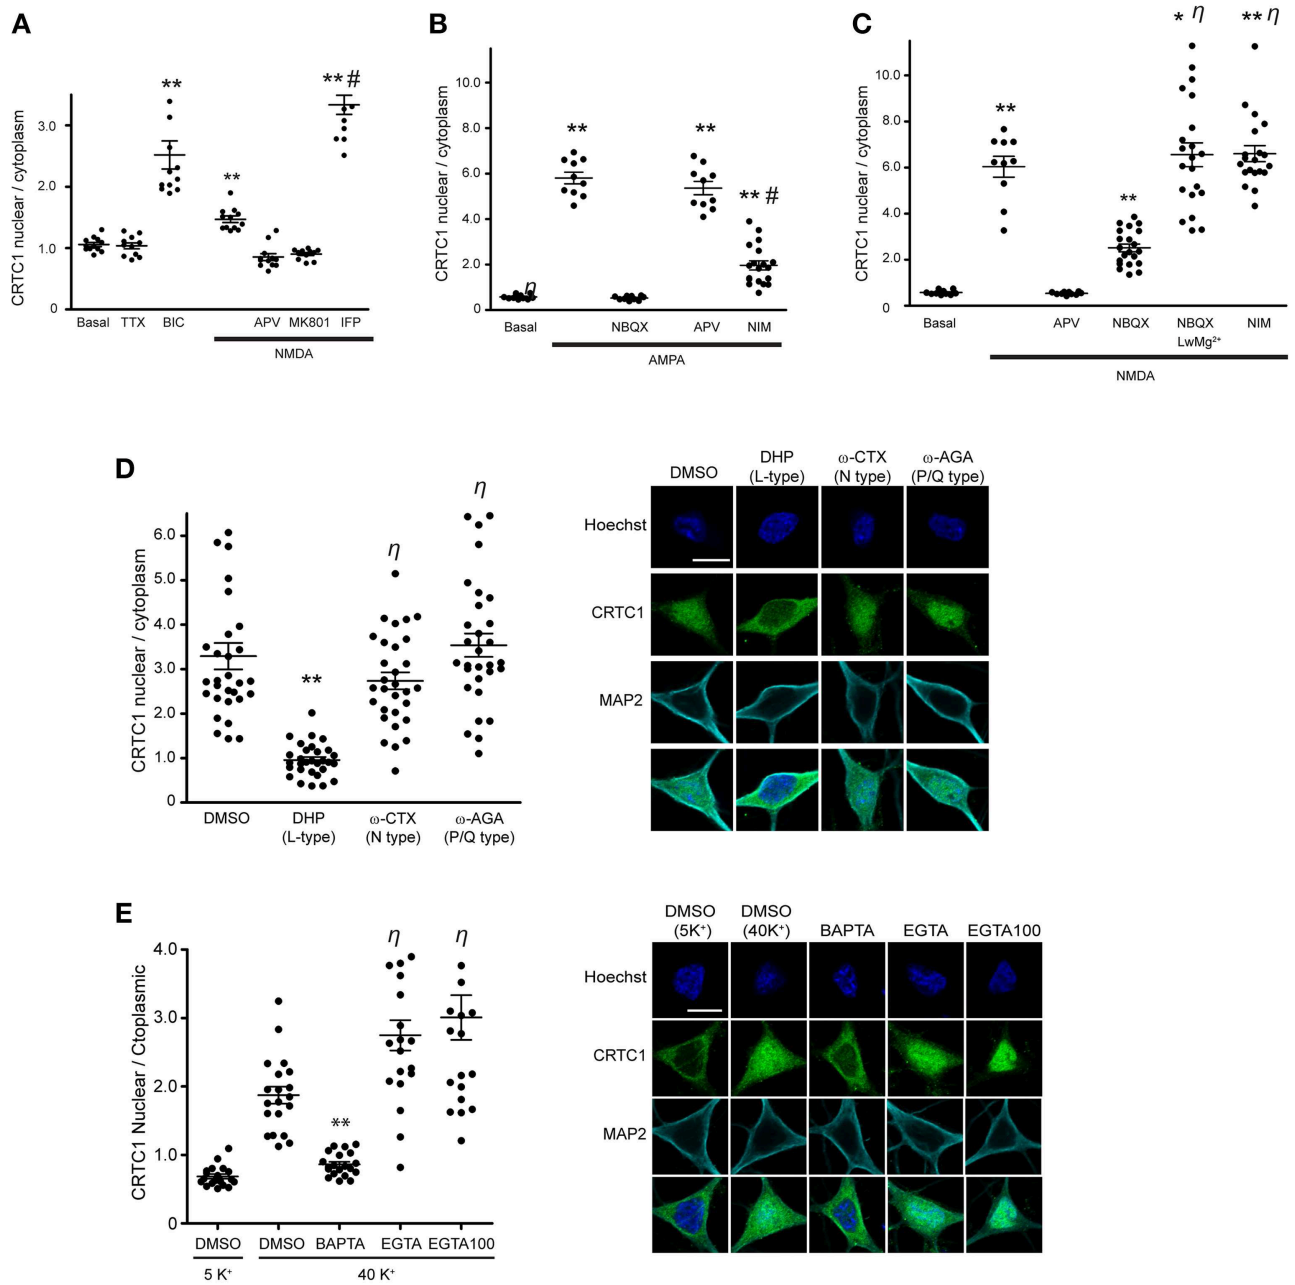 A
CRTC1 nuclear / cytoplasm
3.0
2.0
1.0
0
**
**
** #
Basal TTX BIC APV MK801 IFP
NMDA
B
CRTC1 nuclear / cytoplasm
10.0
8.0
6.0
4.0
2.0
0
η
**
**
** #
Basal NBQX APV NIM
AMPA
C
CRTC1 nuclear / cytoplasm
10.0
8.0
6.0
4.0
2.0
0
**
**
* η
** η
Basal APV NBQX NBQX NIM
LwMg²⁺
NMDA
D
CRTC1 nuclear / cytoplasm
6.0
5.0
4.0
3.0
2.0
1.0
0
**
η
η
DMSO DHP ω-CTX ω-AGA
(L-type) (N type) (P/Q type)
DMSO DHP ω-CTX ω-AGA
(L-type) (N type) (P/Q type)
Hoechst
CRTC1
MAP2
E
CRTC1 Nuclear / Ctoplasmic
4.0
3.0
2.0
1.0
0
**
η
η
DMSO DMSO BAPTA EGTA EGTA100
5 K⁺ 40 K⁺
DMSO DMSO BAPTA EGTA EGTA100
(5K⁺) (40K⁺)
Hoechst
CRTC1
MAP2